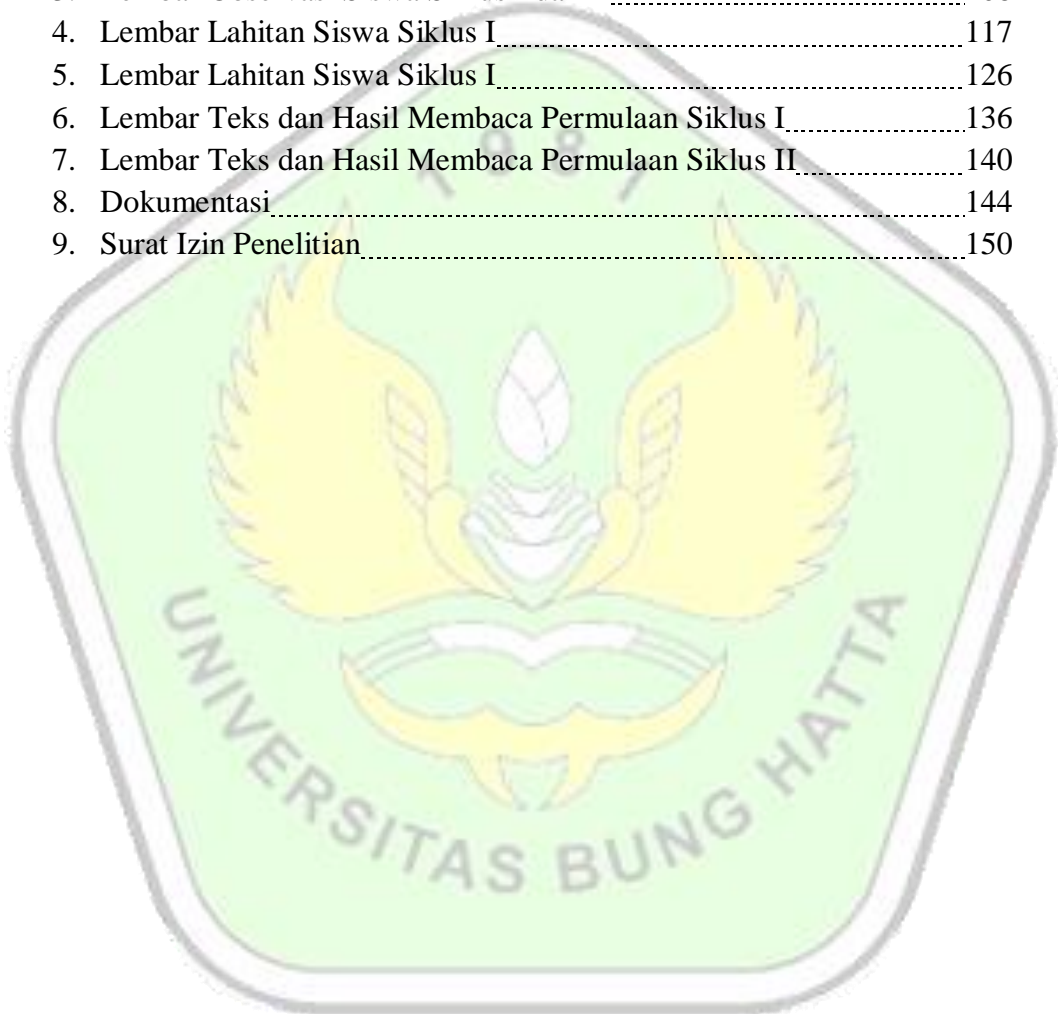 4. Lembar Lahitan Siswa Siklus I 117
5. Lembar Lahitan Siswa Siklus I 126
6. Lembar Teks dan Hasil Membaca Permulaan Siklus I 136
7. Lembar Teks dan Hasil Membaca Permulaan Siklus II 140
8. Dokumentasi 144
9. Surat Izin Penelitian 150
1981
UNIVERSITAS BUNG HATTA